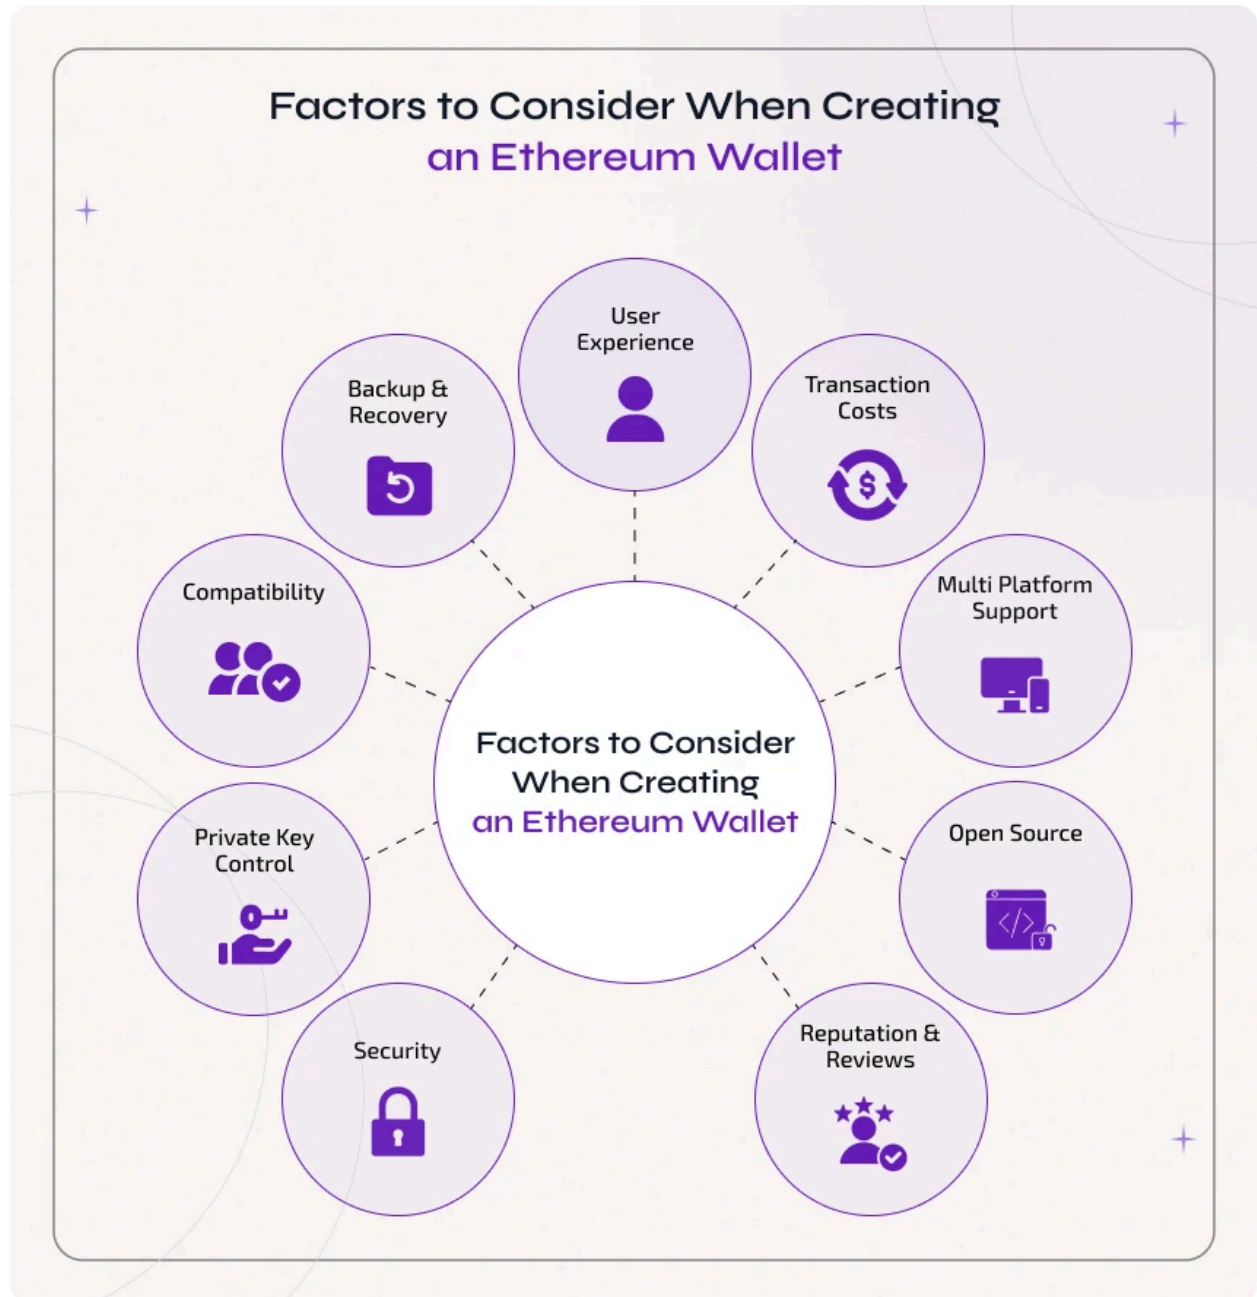 Factors to Consider When Creating
an Ethereum Wallet
User
Experience
Backup &
Recovery
Transaction
Costs
Compatibility
Multi Platform
Support
Factors to Consider
When Creating
an Ethereum Wallet
Private Key
Control
Open Source
Security
Reputation &
Reviews